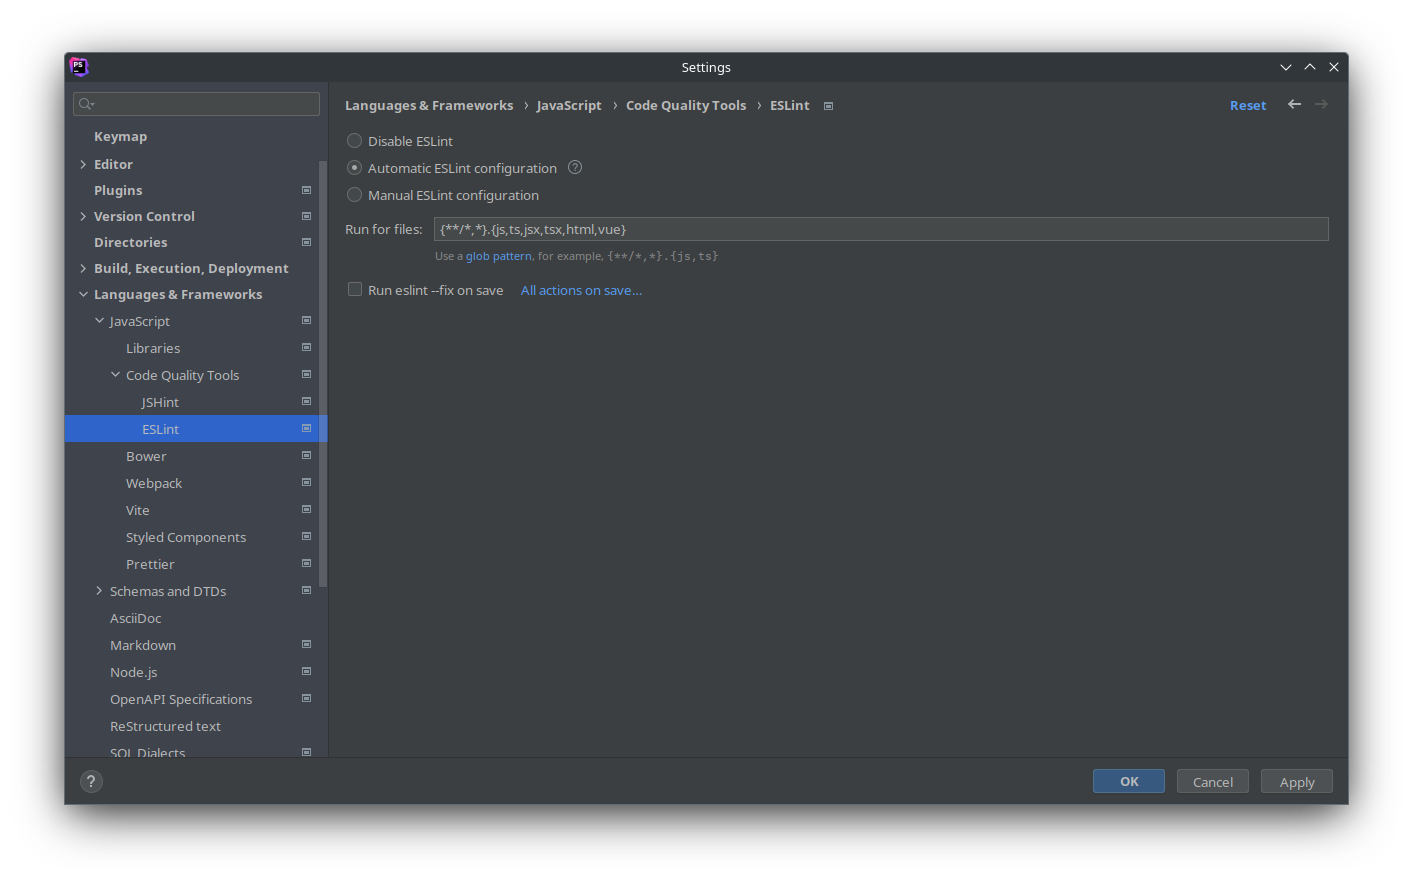 PS
Settings
Keymap
Editor
Plugins
Version Control
Directories
Build, Execution, Deployment
Languages & Frameworks
JavaScript
Libraries
Code Quality Tools
JSHint
ESLint
Bower
Webpack
Vite
Styled Components
Prettier
Schemas and DTDs
AsciiDoc
Markdown
Node.js
OpenAPI Specifications
ReStructured text
SQL Dialects
Languages & Frameworks › JavaScript › Code Quality Tools › ESLint
Reset
Disable ESLint
Automatic ESLint configuration ?
Manual ESLint configuration
Run for files: {**/*,*}.{js,ts,jsx,tsx,html,vue}
Use a glob pattern, for example, {**/*,*}.{js,ts}
Run eslint --fix on save All actions on save...
?
OK Cancel Apply